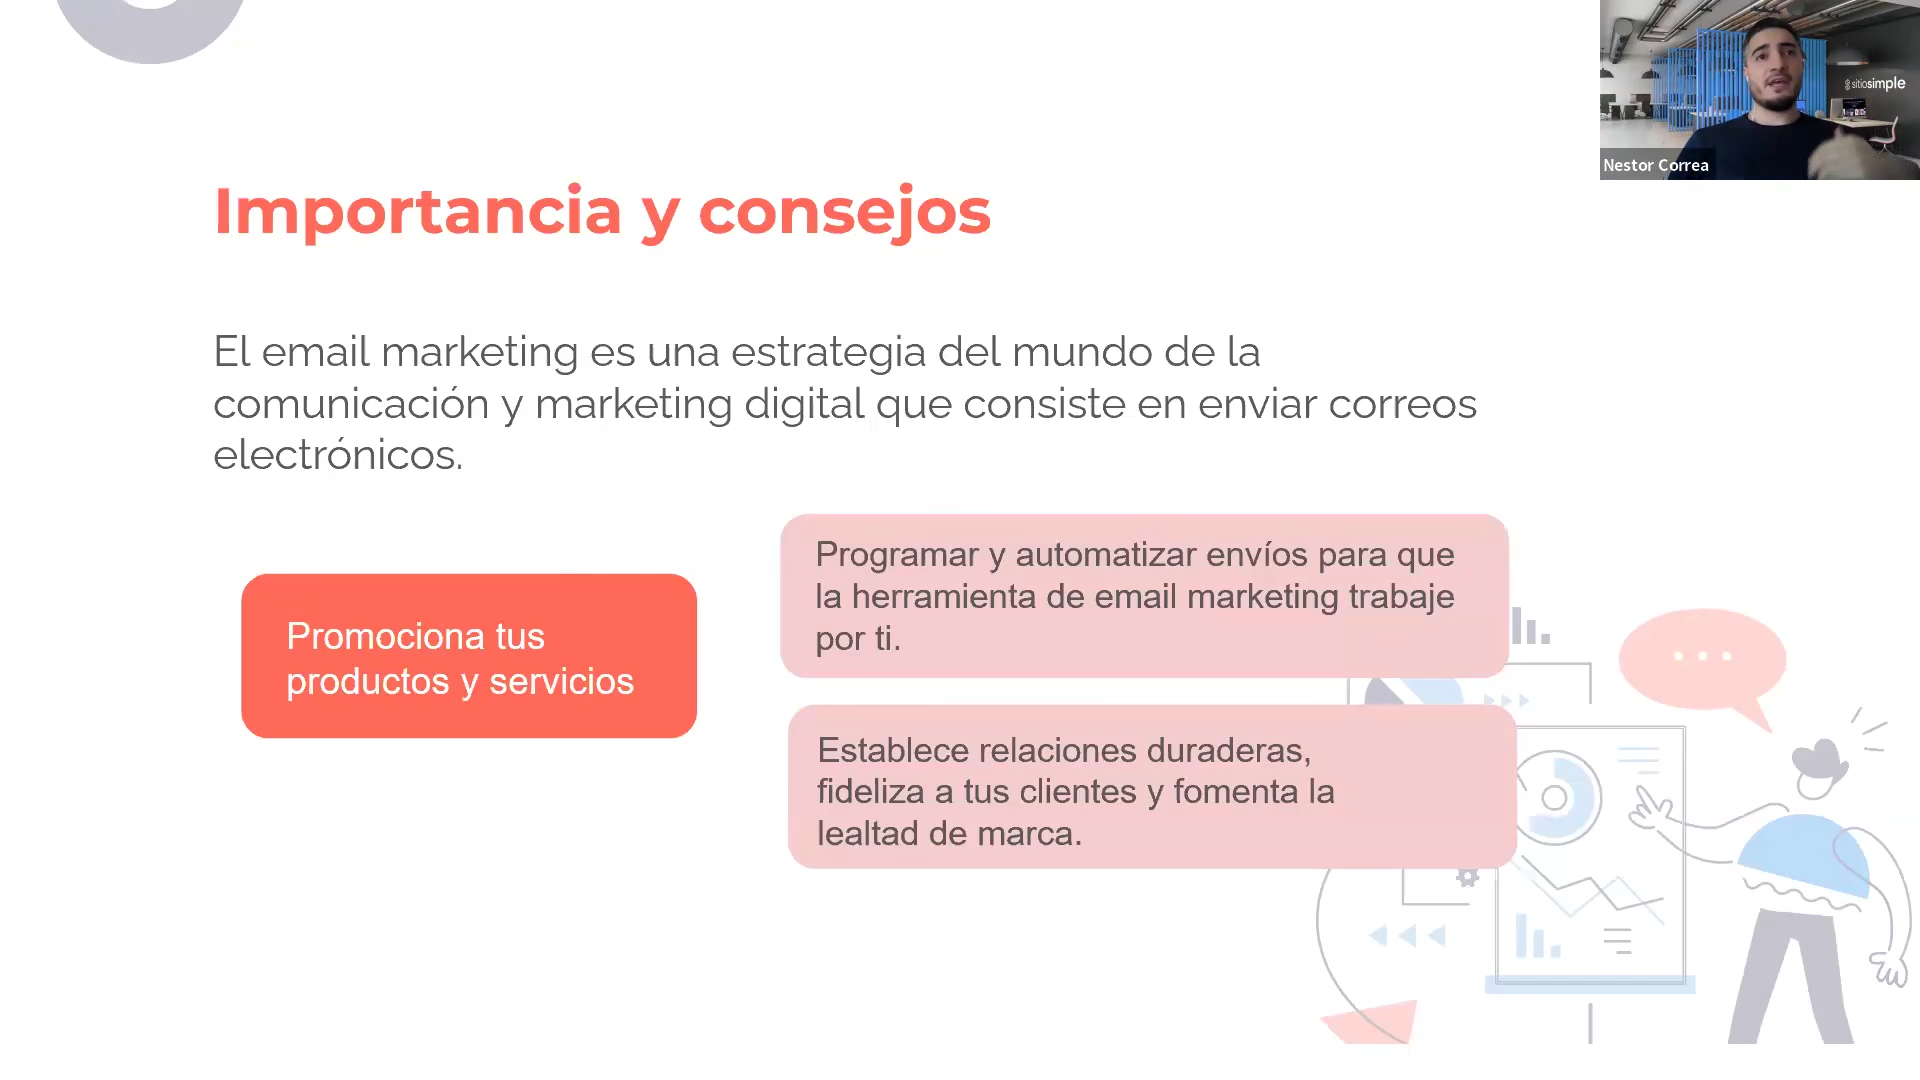 sitiosimple
Nestor Correa
Importancia y consejos
El email marketing es una estrategia del mundo de la
comunicación y marketing digital que consiste en enviar correos
electrónicos.
Promociona tus
productos y servicios
Programar y automatizar envíos para que
la herramienta de email marketing trabaje
por ti.
Establece relaciones duraderas,
fideliza a tus clientes y fomenta la
lealtad de marca.